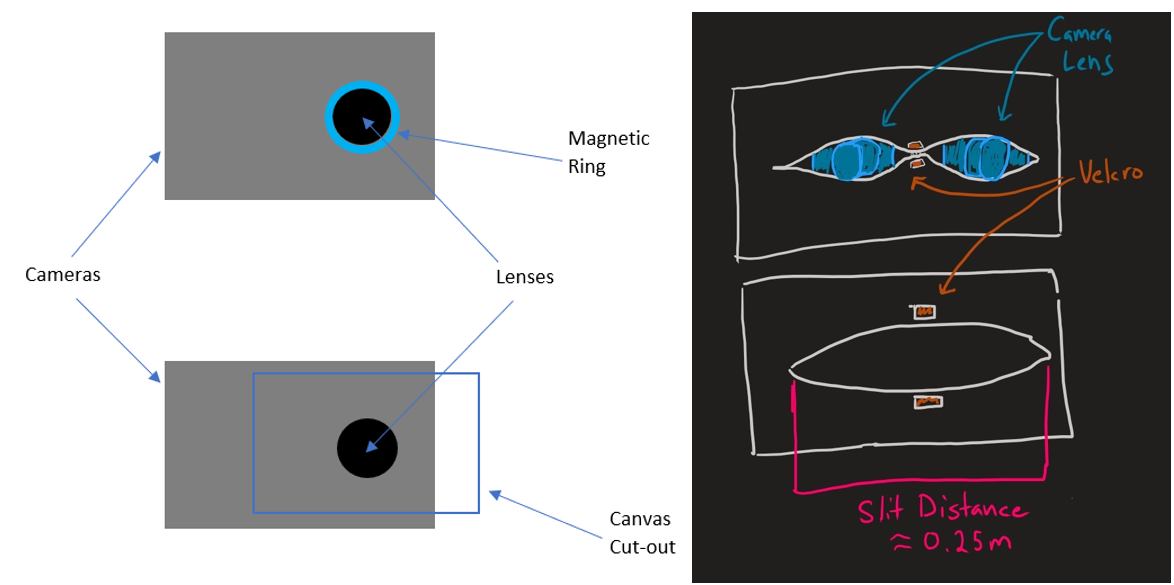 Magnetic
Ring
Cameras
Lenses
Canvas
Cut-out
Camera
Lens
Velcro
Slit Distance
≈ 0.25m